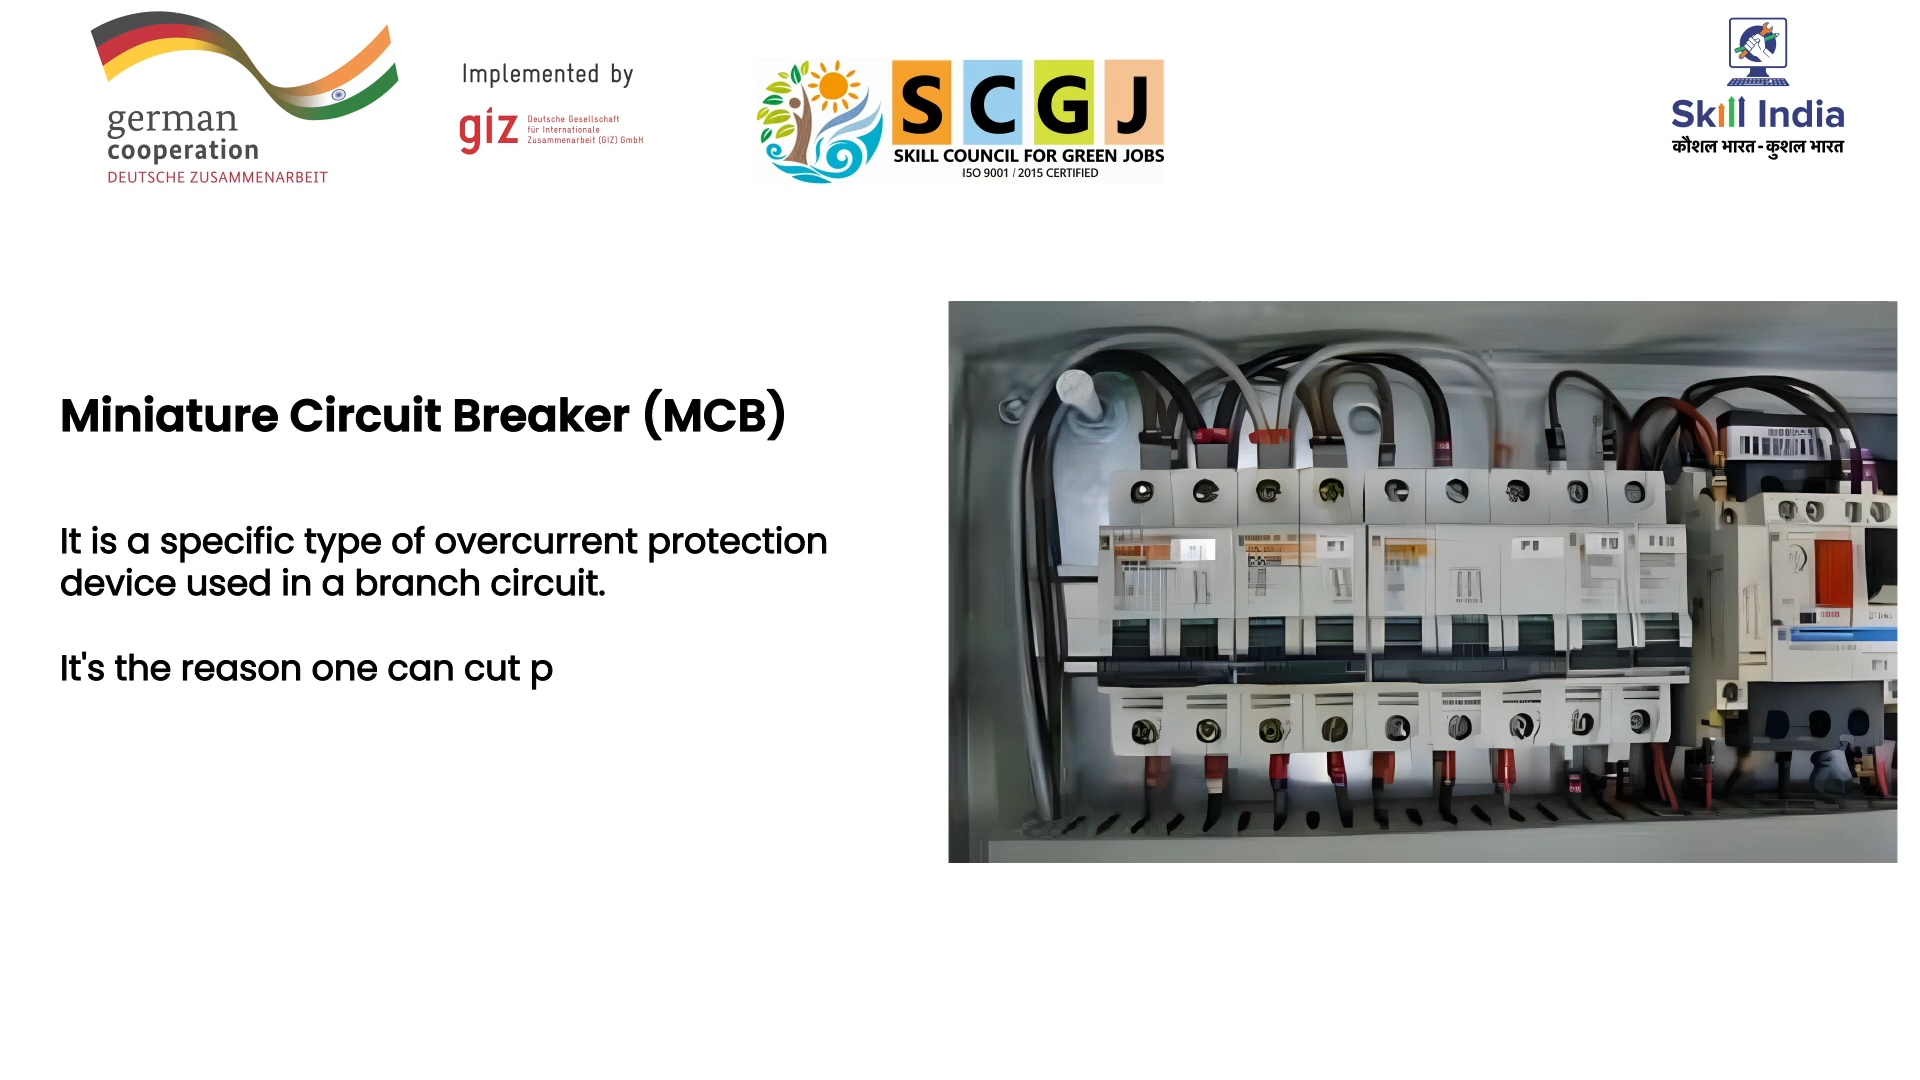 german
cooperation
DEUTSCHE ZUSAMMENARBEIT
Implemented by
giz
Deutsche Gesellschaft
für Internationale
Zusammenarbeit (GIZ) GmbH
S C G J
SKILL COUNCIL FOR GREEN JOBS
ISO 9001 / 2015 CERTIFIED
Skill India
कौशल भारत - कुशल भारत
Miniature Circuit Breaker (MCB)
It is a specific type of overcurrent protection
device used in a branch circuit.
It's the reason one can cut p